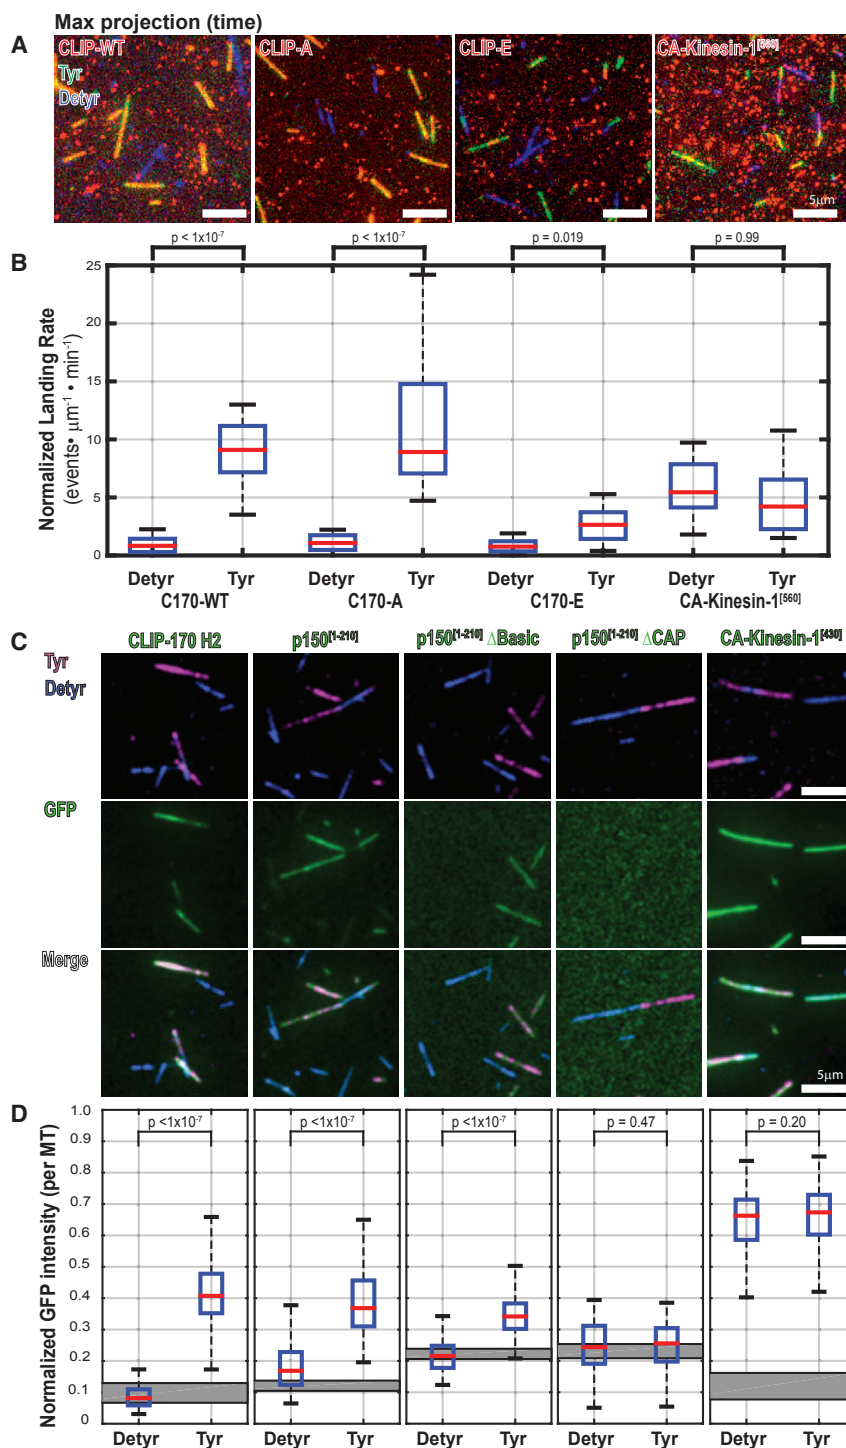 Max projection (time)
A
CLIP-WT
CLIP-A
CLIP-E
CA-Kinesin-1[560]
Tyr
Detyr
5μm
p < 1x10-7
p < 1x10-7
p = 0.019
p = 0.99
B
Normalized Landing Rate
(events• μm-1 • min-1)
25
20
15
10
5
0
Detyr Tyr Detyr Tyr Detyr Tyr Detyr Tyr
C170-WT C170-A C170-E CA-Kinesin-1[560]
C
CLIP-170 H2
p150[1-210]
p150[1-210] ΔBasic
p150[1-210] ΔCAP
CA-Kinesin-1[430]
Tyr
Detyr
GFP
Merge
5μm
D
Normalized GFP intensity (per MT)
1.0
0.9
0.8
0.7
0.6
0.5
0.4
0.3
0.2
0.1
0
p <1x10-7
p <1x10-7
p <1x10-7
p = 0.47
p = 0.20
Detyr Tyr Detyr Tyr Detyr Tyr Detyr Tyr Detyr Tyr